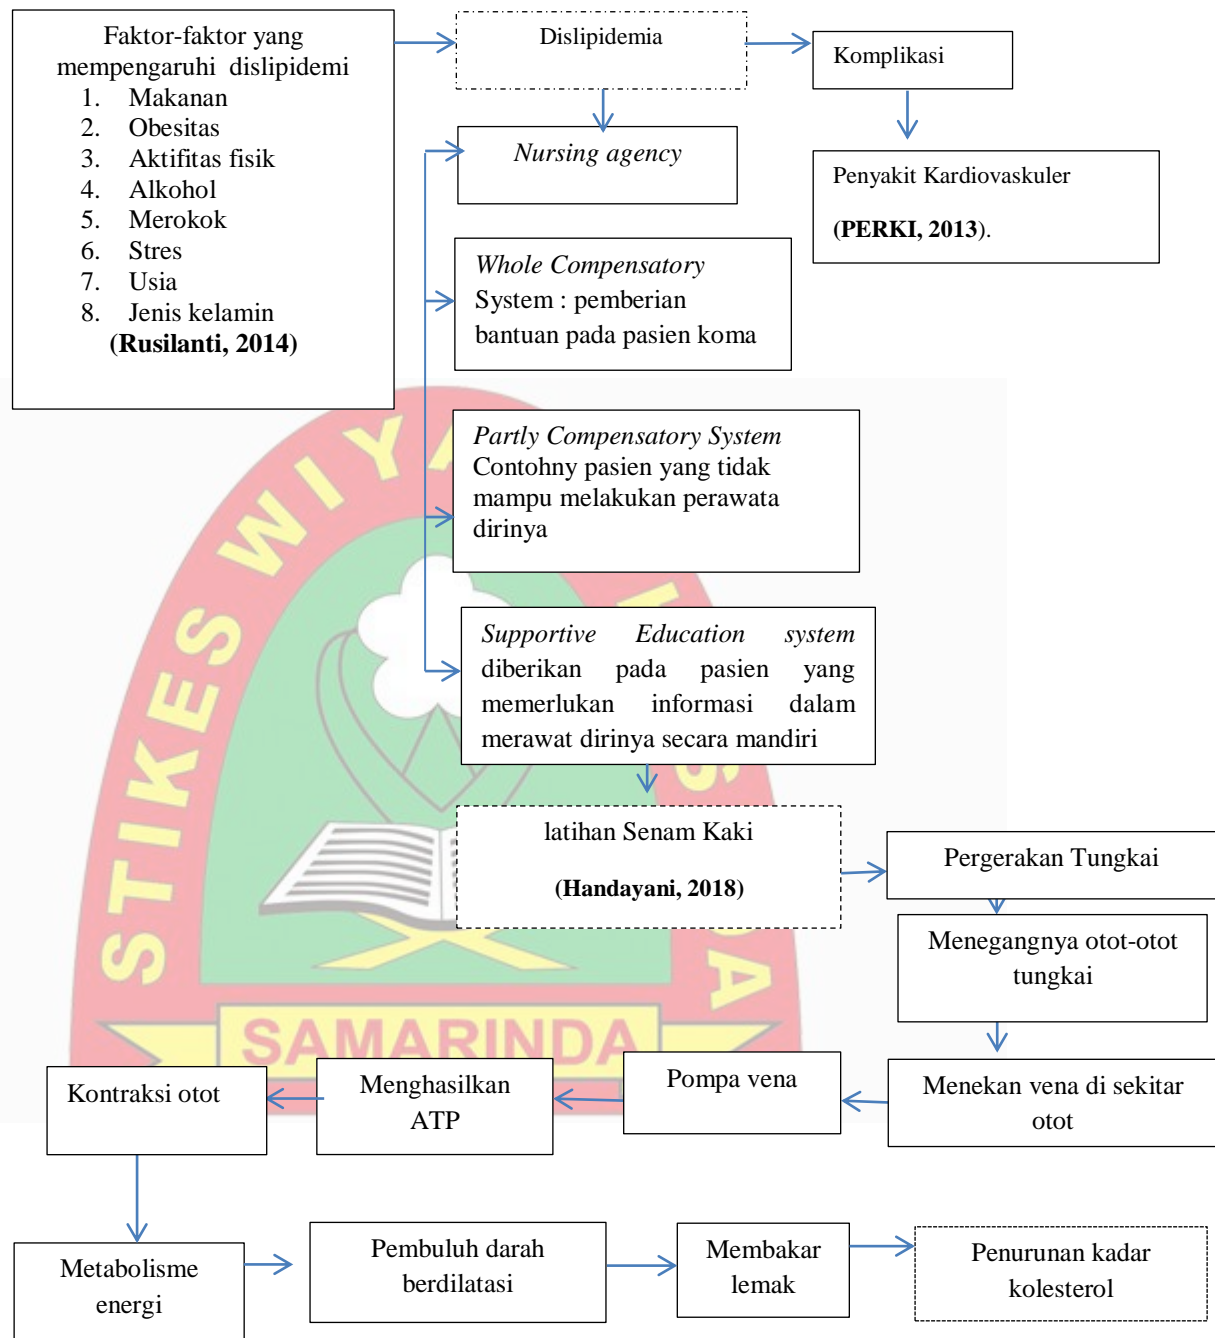 Faktor-faktor yang
mempengaruhi dislipidemi
1. Makanan
2. Obesitas
3. Aktifitas fisik
4. Alkohol
5. Merokok
6. Stres
7. Usia
8. Jenis kelamin
(Rusilanti, 2014)
Dislipidemia
Komplikasi
Nursing agency
Penyakit Kardiovaskuler
(PERKI, 2013).
Whole Compensatory
System : pemberian
bantuan pada pasien koma
Partly Compensatory System
Contohny pasien yang tidak
mampu melakukan perawata
dirinya
Supportive Education system
diberikan pada pasien yang
memerlukan informasi dalam
merawat dirinya secara mandiri
latihan Senam Kaki
(Handayani, 2018)
Pergerakan Tungkai
Menegangnya otot-otot
tungkai
Menekan vena di sekitar
otot
Pompa vena
Menghasilkan
ATP
Kontraksi otot
Metabolisme
energi
Pembuluh darah
berdilatasi
Membakar
lemak
Penurunan kadar
kolesterol
STIKES WIYA
S
DA
SAMARINDA